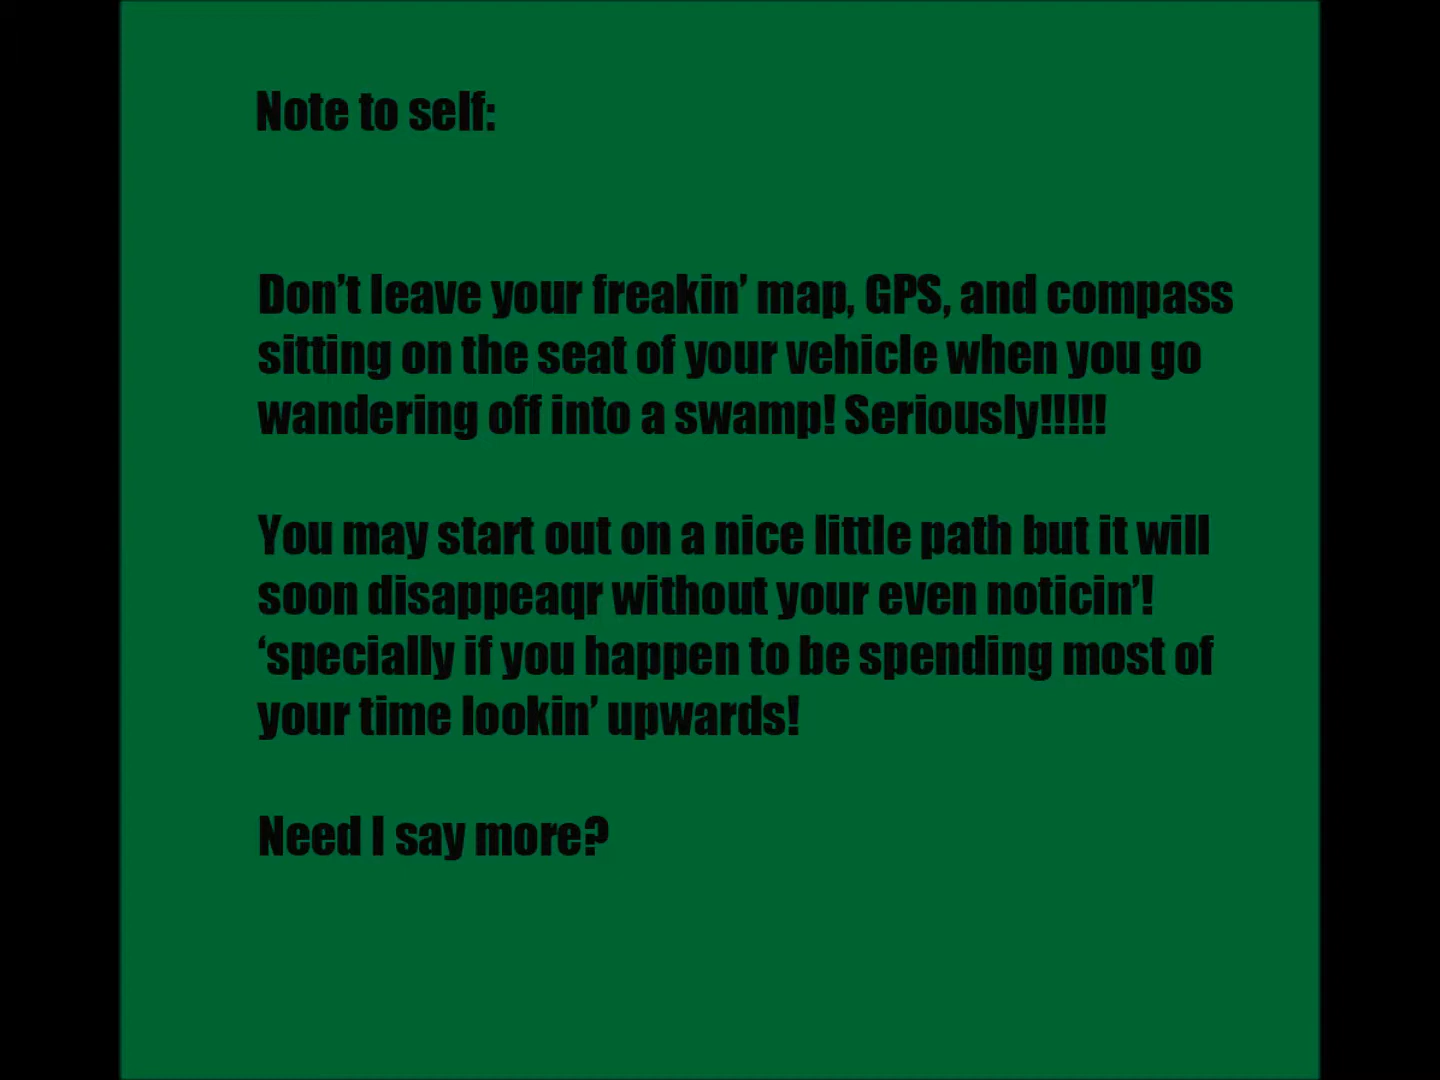 Note to self:
Don’t leave your freakin’ map, GPS, and compass
sitting on the seat of your vehicle when you go
wandering off into a swamp! Seriously!!!!!
You may start out on a nice little path but it will
soon disappeaqr without your even noticin’!
‘specially if you happen to be spending most of
your time lookin’ upwards!
Need I say more?